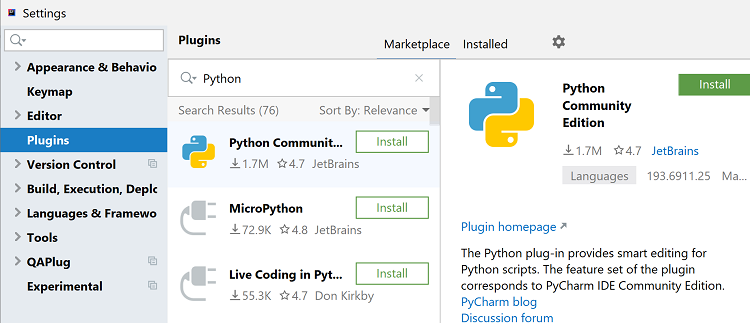 Settings
Plugins
Marketplace
Installed
Appearance & Behavio
Keymap
Editor
Plugins
Version Control
Build, Execution, Deplo
Languages & Framewo
Tools
QAPlug
Experimental
Python
Search Results (76)
Sort By: Relevance
Python Communit...
Install
1.7M
4.7
JetBrains
MicroPython
Install
72.9K
4.8
JetBrains
Live Coding in Pyt...
Install
55.3K
4.7
Don Kirkby
Python
Community
Edition
Install
1.7M
4.7
JetBrains
Languages
193.6911.25
Ma...
Plugin homepage
The Python plug-in provides smart editing for
Python scripts. The feature set of the plugin
corresponds to PyCharm IDE Community Edition.
PyCharm blog
Discussion forum